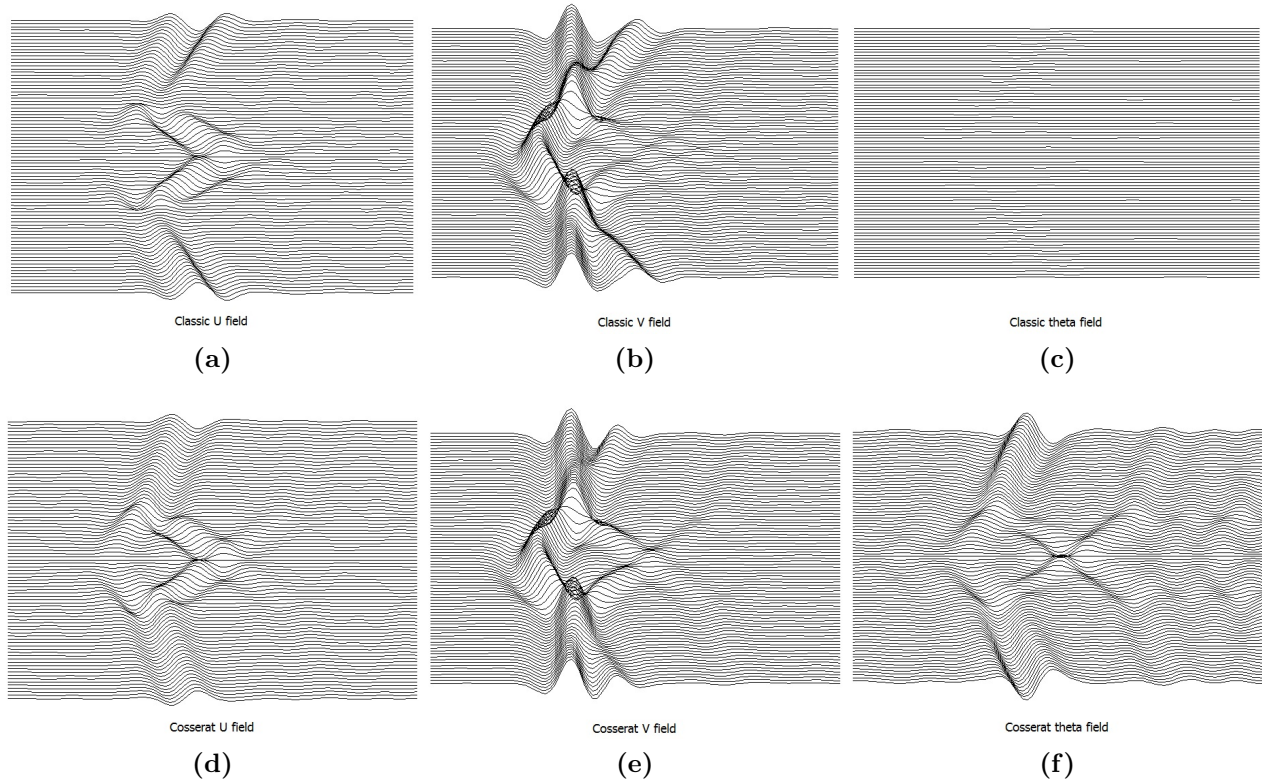 Classic U field
Classic V field
Classic theta field
(a)
(b)
(c)
Cosserat U field
Cosserat V field
Cosserat theta field
(d)
(e)
(f)